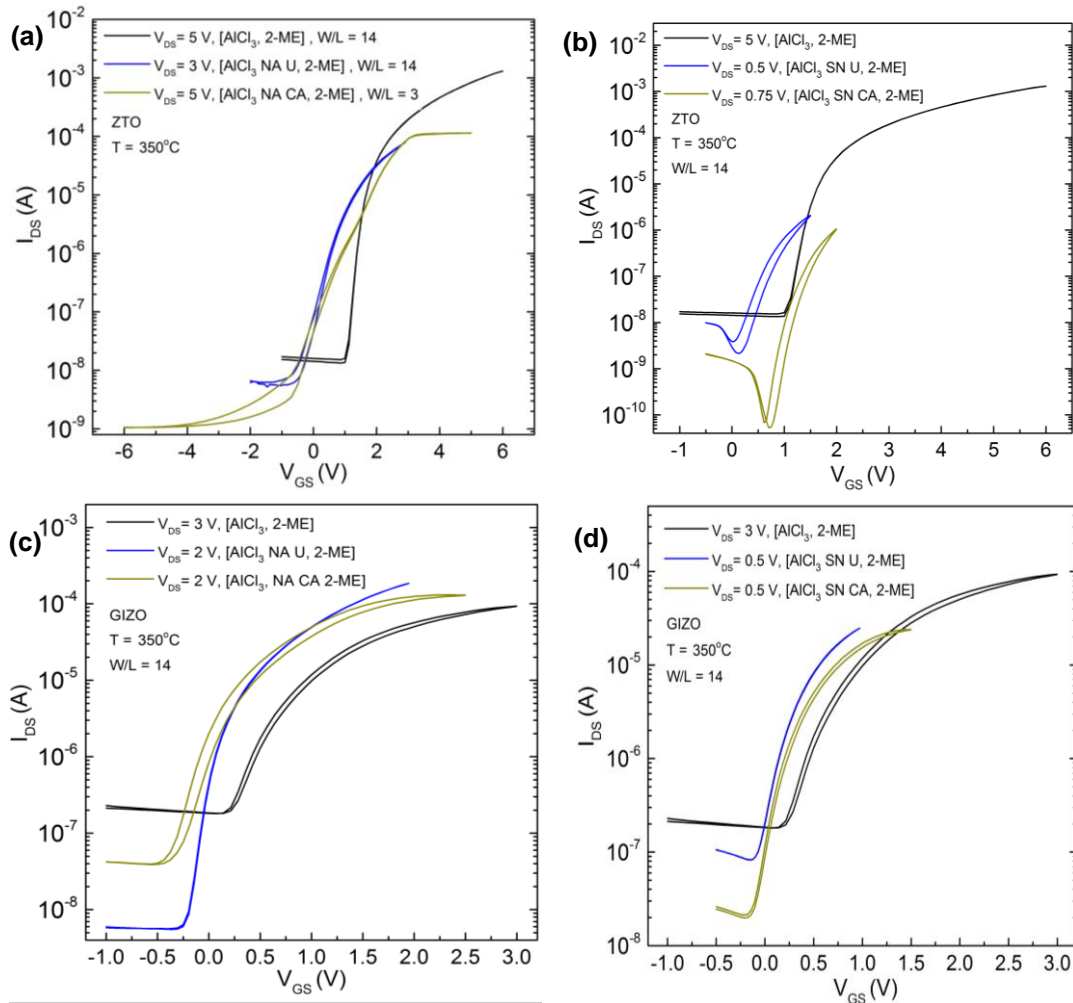 (a)
V_DS= 5 V, [AlCl₃, 2-ME] , W/L = 14
V_DS= 3 V, [AlCl₃ NA U, 2-ME] , W/L = 14
V_DS= 5 V, [AlCl₃ NA CA, 2-ME] , W/L = 3
ZTO
T = 350°C
I_DS (A)
10⁻²
10⁻³
10⁻⁴
10⁻⁵
10⁻⁶
10⁻⁷
10⁻⁸
10⁻⁹
-6 -4 -2 0 2 4 6
V_GS (V)
(b)
V_DS= 5 V, [AlCl₃, 2-ME]
V_DS= 0.5 V, [AlCl₃ SN U, 2-ME]
V_DS= 0.75 V, [AlCl₃ SN CA, 2-ME]
ZTO
T = 350°C
W/L = 14
I_DS (A)
10⁻²
10⁻³
10⁻⁴
10⁻⁵
10⁻⁶
10⁻⁷
10⁻⁸
10⁻⁹
10⁻¹⁰
-1 0 1 2 3 4 5 6
V_GS (V)
(c)
V_DS= 3 V, [AlCl₃, 2-ME]
V_DS= 2 V, [AlCl₃ NA U, 2-ME]
V_DS= 2 V, [AlCl₃, NA CA 2-ME]
GIZO
T = 350°C
W/L = 14
I_DS (A)
10⁻³
10⁻⁴
10⁻⁵
10⁻⁶
10⁻⁷
10⁻⁸
-1.0 -0.5 0.0 0.5 1.0 1.5 2.0 2.5 3.0
V_GS (V)
(d)
V_DS= 3 V, [AlCl₃, 2-ME]
V_DS= 0.5 V, [AlCl₃ SN U, 2-ME]
V_DS= 0.5 V, [AlCl₃ SN CA, 2-ME]
GIZO
T = 350°C
W/L = 14
I_DS (A)
10⁻⁴
10⁻⁵
10⁻⁶
10⁻⁷
10⁻⁸
-1.0 -0.5 0.0 0.5 1.0 1.5 2.0 2.5 3.0
V_GS (V)